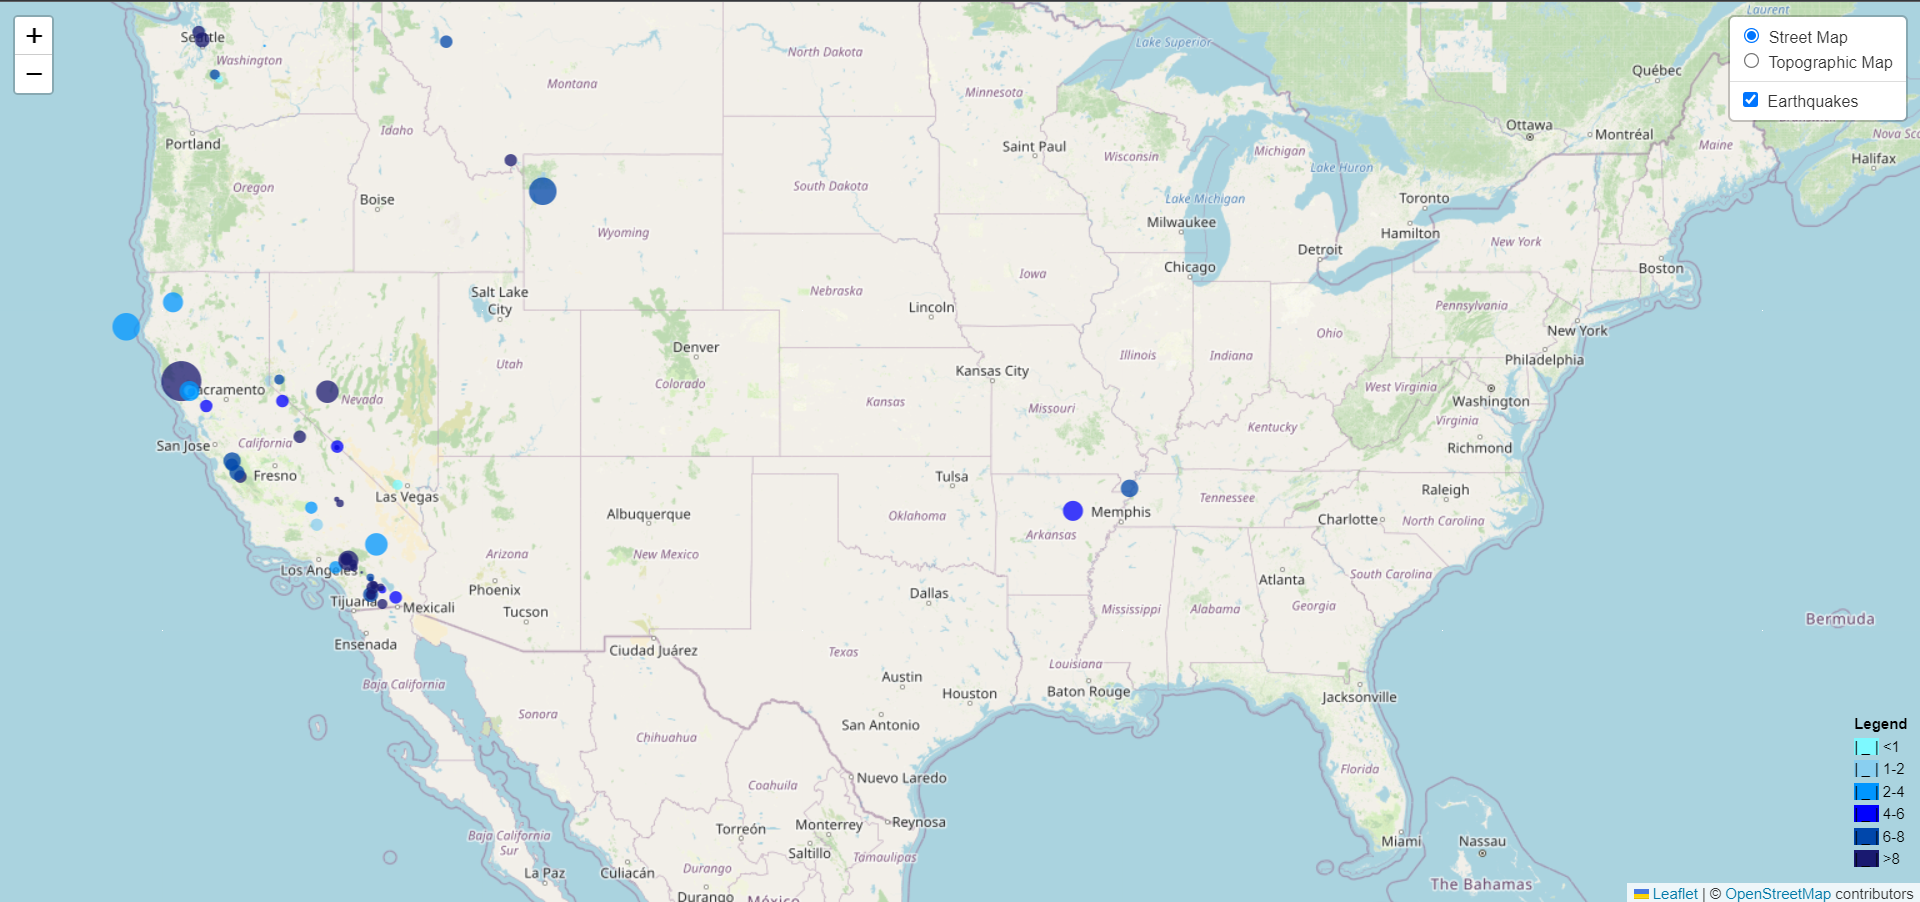 +
−
Street Map
Topographic Map
Earthquakes
Laurent
Seattle
Washington
North Dakota
Lake Superior
Montana
Minnesota
Québec
Ottawa
Montréal
Nova Sc
Idaho
Portland
Saint Paul
Wisconsin
Michigan
Lake Huron
Maine
Halifax
Oregon
Boise
South Dakota
Lake Michigan
Toronto
Wyoming
Milwaukee
Hamilton
Detroit
New York
Chicago
Boston
Iowa
Salt Lake
City
Nebraska
Lincoln
Pennsylvania
New York
Ohio
Denver
Utah
Illinois
Indiana
Philadelphia
Kansas City
Colorado
acramento
Nevada
Kansas
Missouri
West Virginia
Washington
Virginia
Kentucky
San Jose
California
Richmond
Fresno
Las Vegas
Tulsa
Raleigh
Tennessee
Albuquerque
Oklahoma
Memphis
Charlotte
North Carolina
Arkansas
Arizona
New Mexico
Los Angeles
Phoenix
Dallas
Atlanta
South Carolina
Tijuana
Mexicali
Tucson
Mississippi
Alabama
Georgia
Ensenada
Ciudad Juárez
Texas
Louisiana
Bermuda
Baja California
Austin
Houston
Baton Rouge
Jacksonville
Sonora
San Antonio
Chihuahua
Coahuila
Nuevo Laredo
Florida
Baja California
Sur
Torreón
Monterrey
Reynosa
Saltillo
Tamaulipas
Miami
Nassau
La Paz
Culiacán
Durango
Durango
México
The Bahamas
Legend
|_| <1
|_| 1-2
|_| 2-4
|_| 4-6
|_| 6-8
|_| >8
Leaflet | © OpenStreetMap contributors